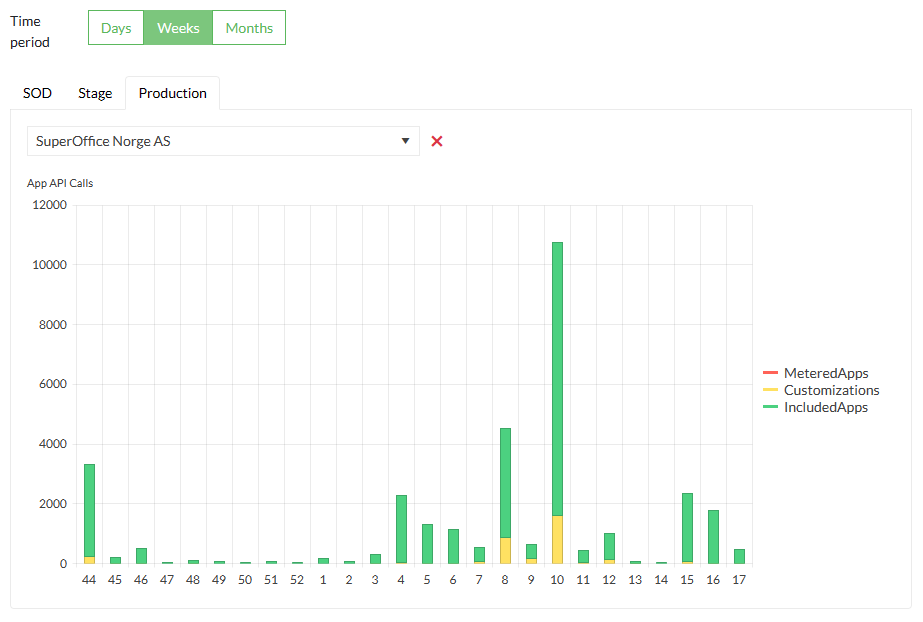 Time
period
Days Weeks Months
SOD Stage Production
SuperOffice Norge AS
App API Calls
12000
10000
8000
6000
4000
2000
0
44 45 46 47 48 49 50 51 52 1 2 3 4 5 6 7 8 9 10 11 12 13 14 15 16 17
MeteredApps
Customizations
IncludedApps